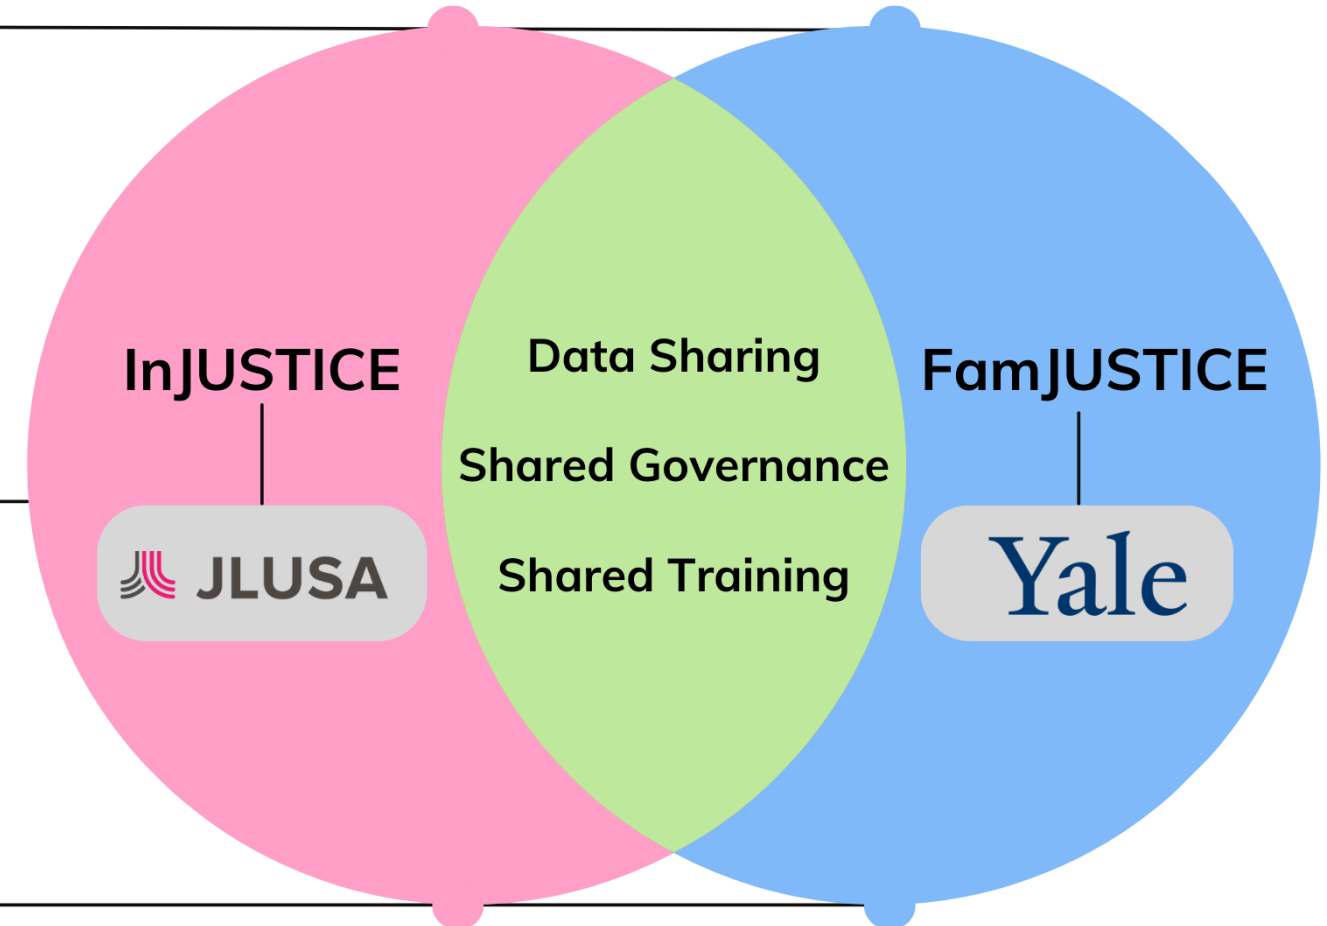 InJUSTICE
JLUSA
Data Sharing
Shared Governance
Shared Training
FamJUSTICE
Yale